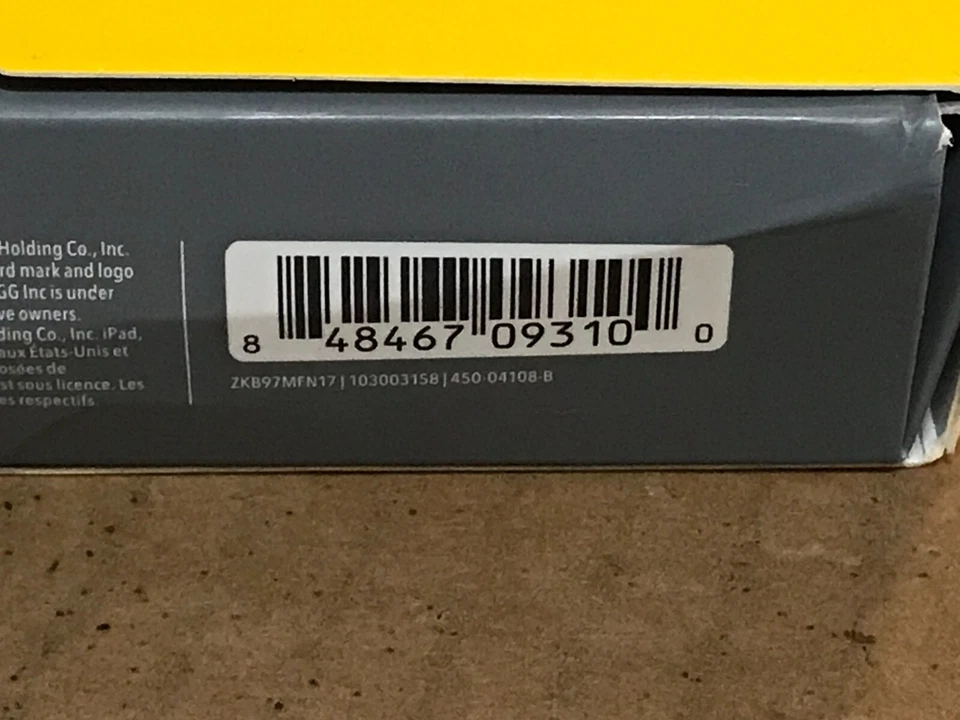 Holding Co., Inc.
rd mark and logo
GG Inc is under
ve owners.
ding Co., Inc. iPad,
aux États-Unis et
osées de
st sous licence. Les
es respectifs.
8 48467 09310 0
ZKB97MFN17 | 103003158 | 450-04108-B